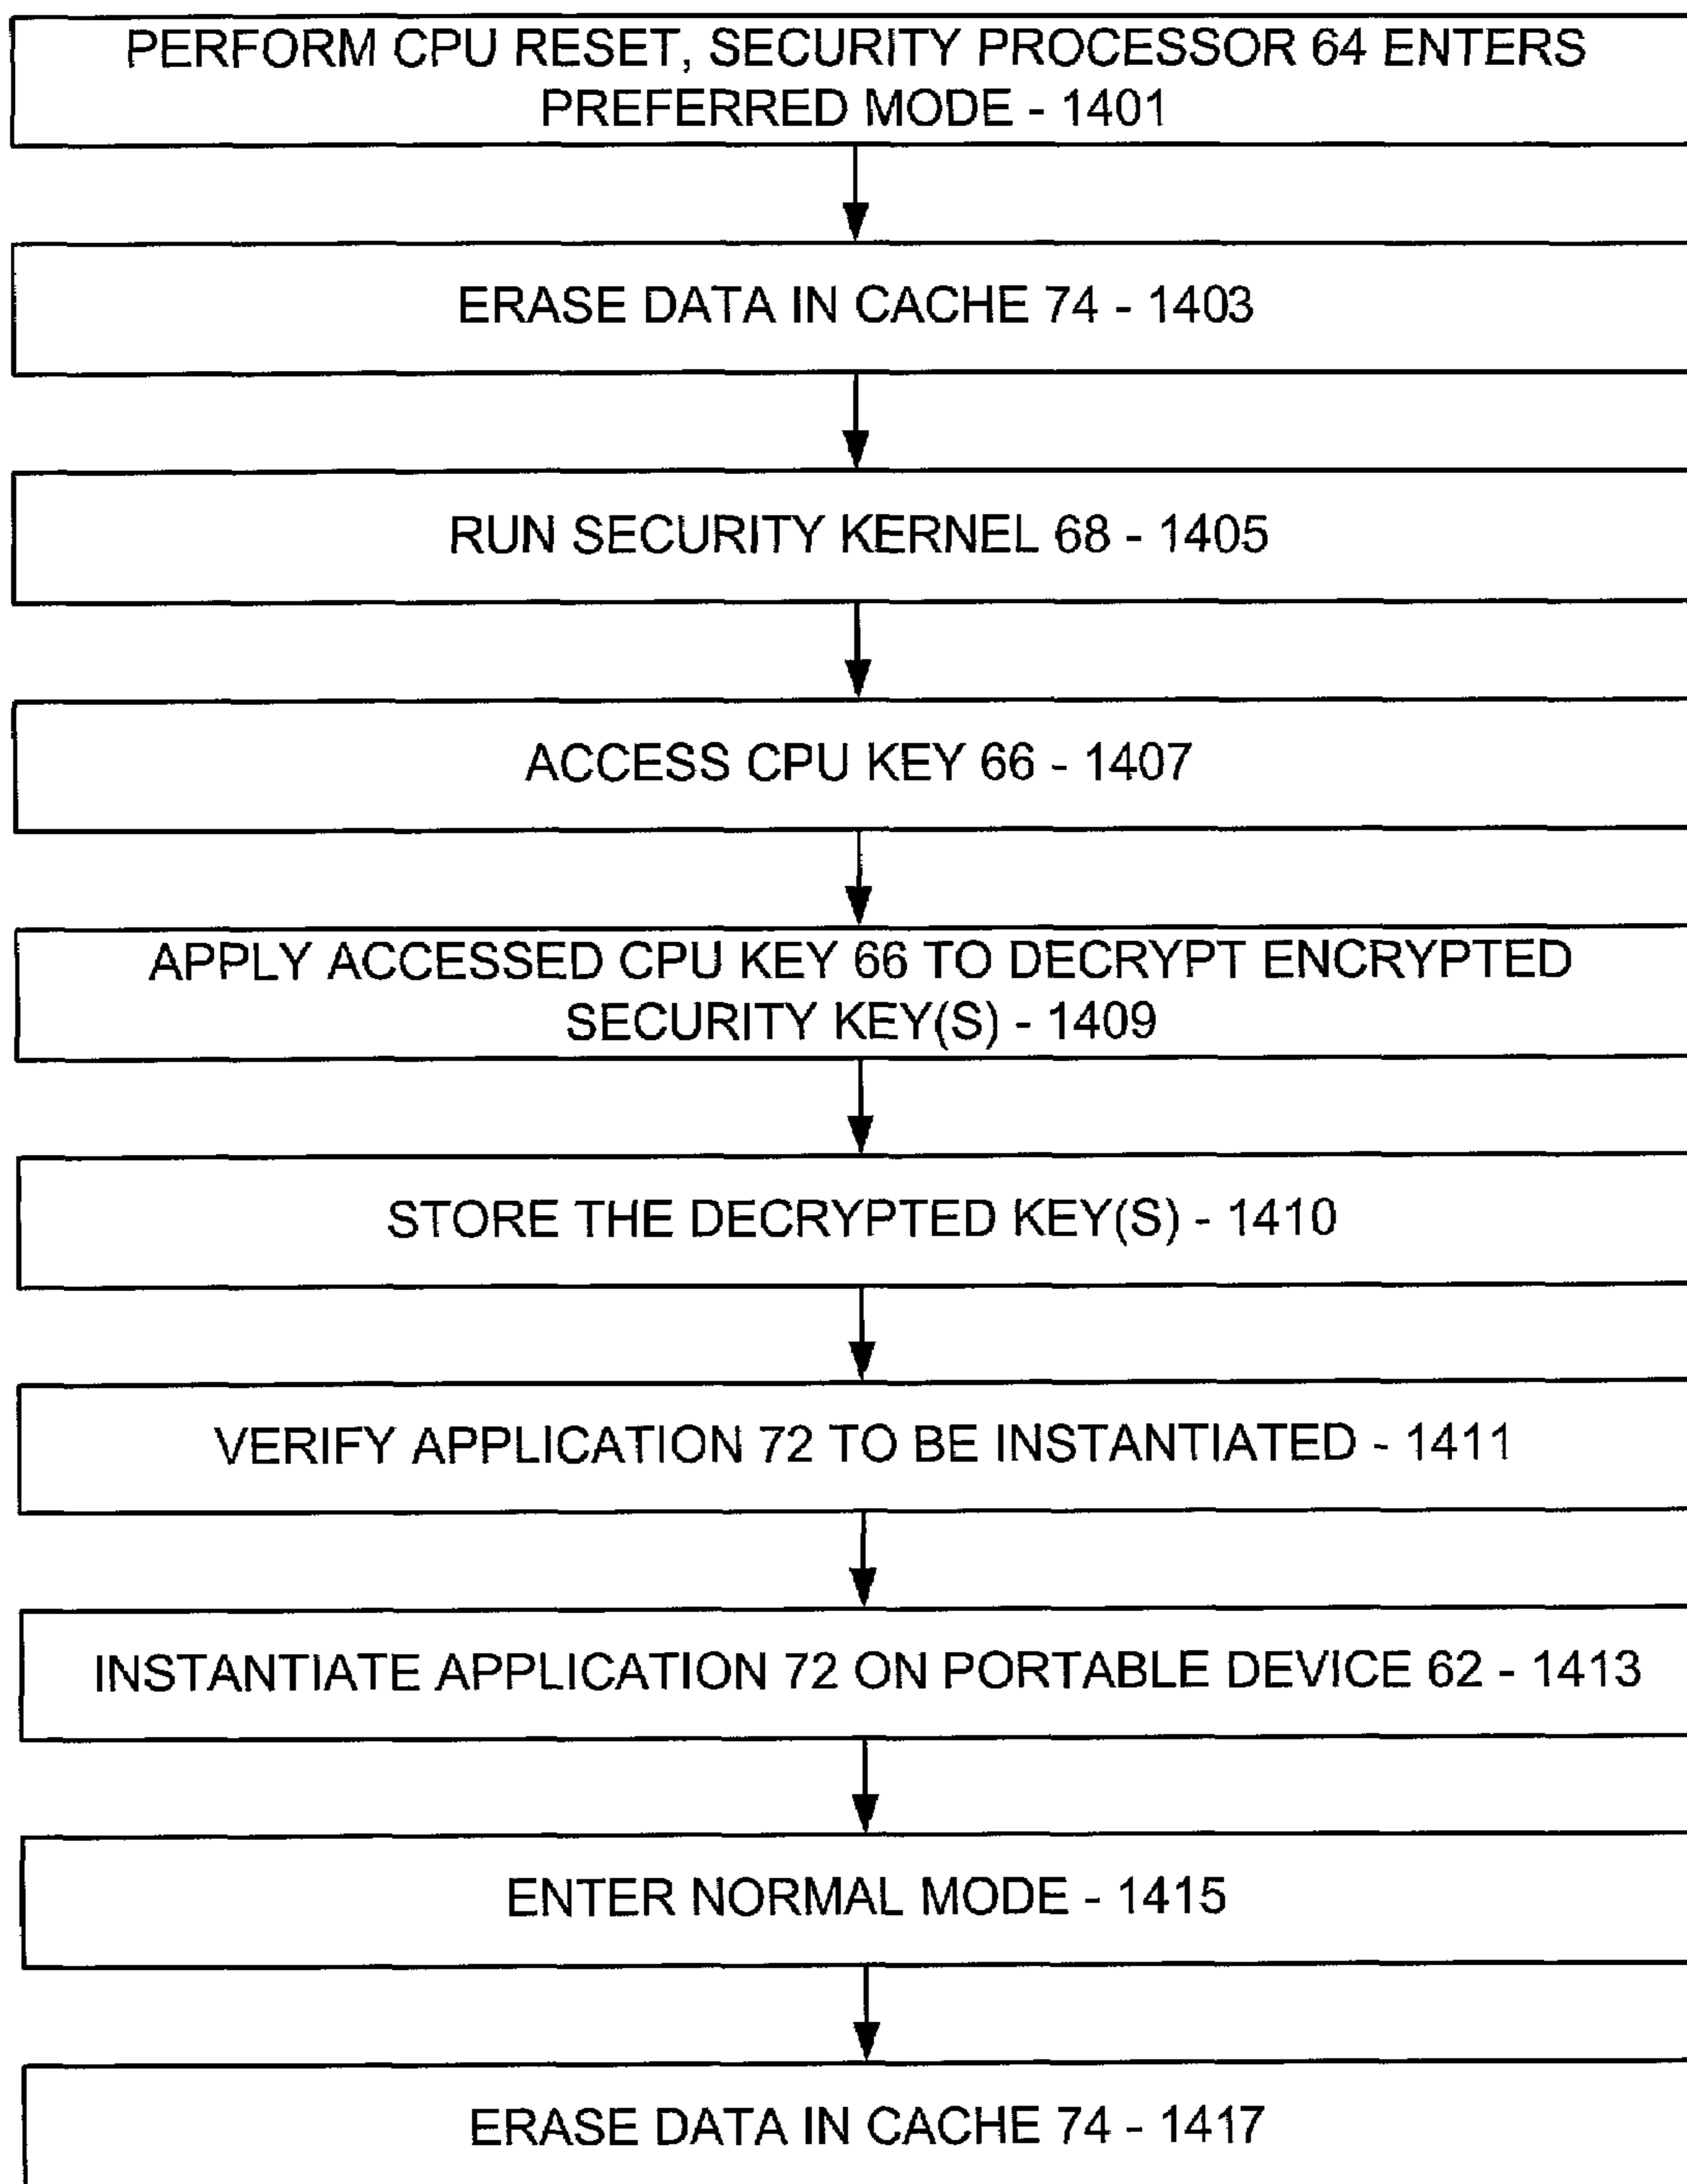 PERFORM CPU RESET, SECURITY PROCESSOR 64 ENTERS
PREFERRED MODE - 1401
ERASE DATA IN CACHE 74 - 1403
RUN SECURITY KERNEL 68 - 1405
ACCESS CPU KEY 66 - 1407
APPLY ACCESSED CPU KEY 66 TO DECRYPT ENCRYPTED
SECURITY KEY(S) - 1409
STORE THE DECRYPTED KEY(S) - 1410
VERIFY APPLICATION 72 TO BE INSTANTIATED - 1411
INSTANTIATE APPLICATION 72 ON PORTABLE DEVICE 62 - 1413
ENTER NORMAL MODE - 1415
ERASE DATA IN CACHE 74 - 1417